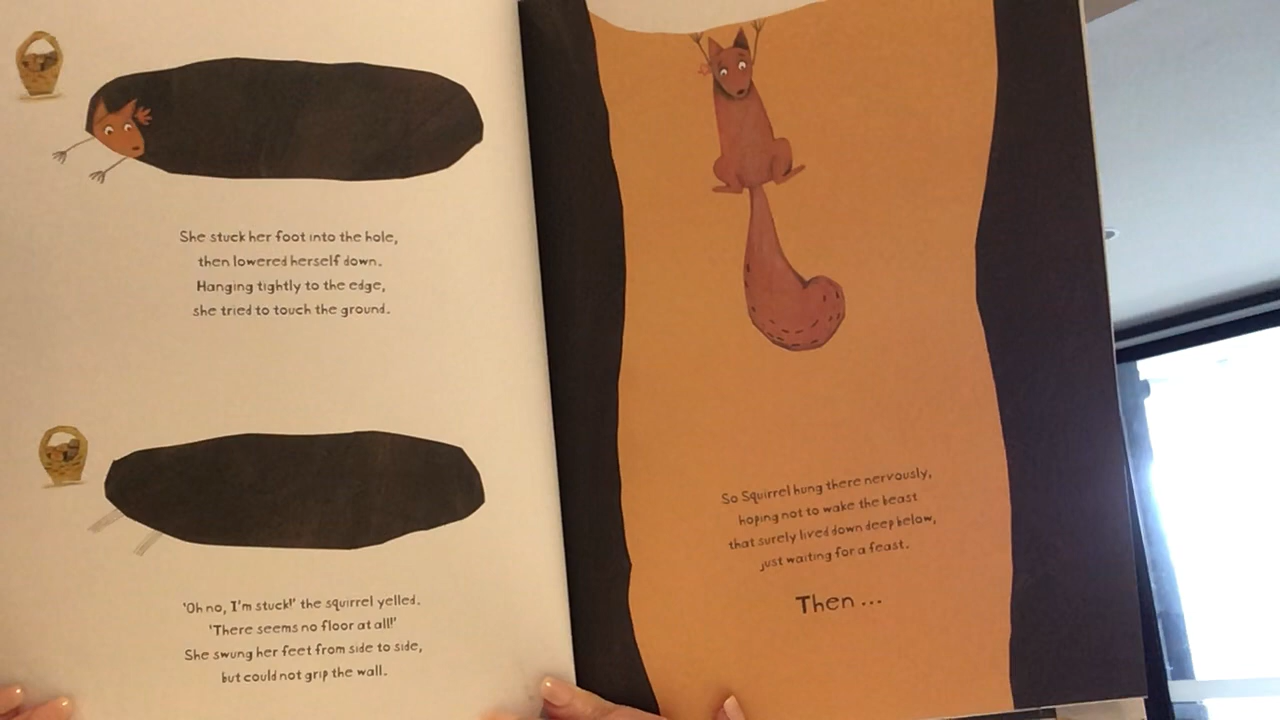 She stuck her foot into the hole,
then lowered herself down.
Hanging tightly to the edge,
she tried to touch the ground.
'Oh no, I'm stuck!' the squirrel yelled.
'There seems no floor at all!'
She swung her feet from side to side,
but could not grip the wall.
So Squirrel hung there nervously,
hoping not to wake the beast
that surely lived down deep below,
just waiting for a feast.
Then ...